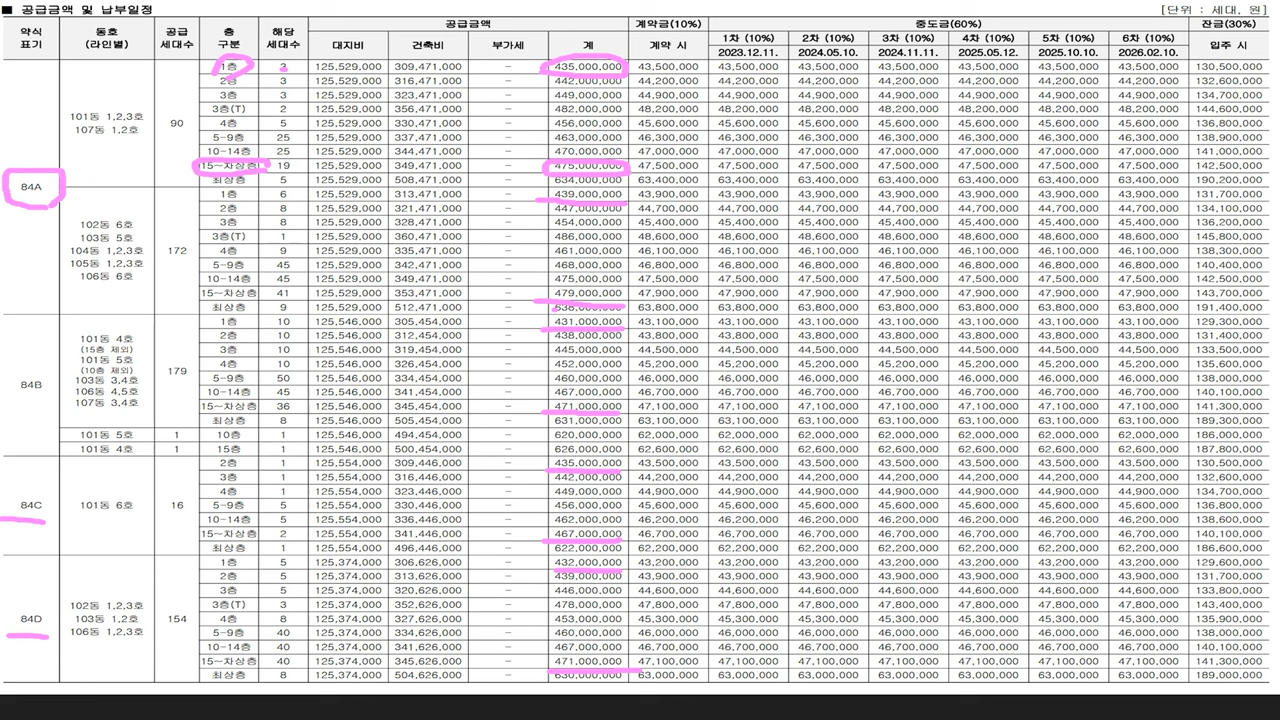 ■ 공급금액 및 납부일정 [단위 : 세대, 원]
약식 표기 동호 (라인별) 공급 세대수 층 구분 해당 세대수 공급금액 계약금(10%) 중도금(60%) 잔금(30%)
대지비 건축비 부가세 계 계약 시 1차 (10%) 2차 (10%) 3차 (10%) 4차 (10%) 5차 (10%) 6차 (10%) 입주 시
2023.12.11. 2024.05.10. 2024.11.11. 2025.05.12. 2025.10.10. 2026.02.10.
84A
101동 1,2,3호
107동 1,2호
90
1층 3 125,529,000 309,471,000 – 435,000,000 43,500,000 43,500,000 43,500,000 43,500,000 43,500,000 43,500,000 43,500,000 130,500,000
2층 3 125,529,000 316,471,000 – 442,000,000 44,200,000 44,200,000 44,200,000 44,200,000 44,200,000 44,200,000 44,200,000 132,600,000
3층 3 125,529,000 323,471,000 – 449,000,000 44,900,000 44,900,000 44,900,000 44,900,000 44,900,000 44,900,000 44,900,000 134,700,000
3층(T) 2 125,529,000 356,471,000 – 482,000,000 48,200,000 48,200,000 48,200,000 48,200,000 48,200,000 48,200,000 48,200,000 144,600,000
4층 5 125,529,000 330,471,000 – 456,000,000 45,600,000 45,600,000 45,600,000 45,600,000 45,600,000 45,600,000 45,600,000 136,800,000
5-9층 25 125,529,000 337,471,000 – 463,000,000 46,300,000 46,300,000 46,300,000 46,300,000 46,300,000 46,300,000 46,300,000 138,900,000
10-14층 25 125,529,000 344,471,000 – 470,000,000 47,000,000 47,000,000 47,000,000 47,000,000 47,000,000 47,000,000 47,000,000 141,000,000
15~차상층 19 125,529,000 349,471,000 – 475,000,000 47,500,000 47,500,000 47,500,000 47,500,000 47,500,000 47,500,000 47,500,000 142,500,000
최상층 5 125,529,000 508,471,000 – 634,000,000 63,400,000 63,400,000 63,400,000 63,400,000 63,400,000 63,400,000 63,400,000 190,200,000
102동 6호
103동 5호
104동 1,2,3호
105동 1,2,3호
106동 6호
172
1층 6 125,529,000 313,471,000 – 439,000,000 43,900,000 43,900,000 43,900,000 43,900,000 43,900,000 43,900,000 43,900,000 131,700,000
2층 8 125,529,000 321,471,000 – 447,000,000 44,700,000 44,700,000 44,700,000 44,700,000 44,700,000 44,700,000 44,700,000 134,100,000
3층 8 125,529,000 328,471,000 – 454,000,000 45,400,000 45,400,000 45,400,000 45,400,000 45,400,000 45,400,000 45,400,000 136,200,000
3층(T) 1 125,529,000 360,471,000 – 486,000,000 48,600,000 48,600,000 48,600,000 48,600,000 48,600,000 48,600,000 48,600,000 145,800,000
4층 9 125,529,000 335,471,000 – 461,000,000 46,100,000 46,100,000 46,100,000 46,100,000 46,100,000 46,100,000 46,100,000 138,300,000
5-9층 45 125,529,000 342,471,000 – 468,000,000 46,800,000 46,800,000 46,800,000 46,800,000 46,800,000 46,800,000 46,800,000 140,400,000
10-14층 45 125,529,000 349,471,000 – 475,000,000 47,500,000 47,500,000 47,500,000 47,500,000 47,500,000 47,500,000 47,500,000 142,500,000
15~차상층 41 125,529,000 353,471,000 – 479,000,000 47,900,000 47,900,000 47,900,000 47,900,000 47,900,000 47,900,000 47,900,000 143,700,000
최상층 9 125,529,000 512,471,000 – 638,000,000 63,800,000 63,800,000 63,800,000 63,800,000 63,800,000 63,800,000 63,800,000 191,400,000
84B
101동 4호
(15층 제외)
101동 5호
(10층 제외)
103동 3,4호
106동 4,5호
107동 3,4호
179
1층 10 125,546,000 305,454,000 – 431,000,000 43,100,000 43,100,000 43,100,000 43,100,000 43,100,000 43,100,000 43,100,000 129,300,000
2층 10 125,546,000 312,454,000 – 438,000,000 43,800,000 43,800,000 43,800,000 43,800,000 43,800,000 43,800,000 43,800,000 131,400,000
3층 10 125,546,000 319,454,000 – 445,000,000 44,500,000 44,500,000 44,500,000 44,500,000 44,500,000 44,500,000 44,500,000 133,500,000
4층 10 125,546,000 326,454,000 – 452,000,000 45,200,000 45,200,000 45,200,000 45,200,000 45,200,000 45,200,000 45,200,000 135,600,000
5-9층 50 125,546,000 334,454,000 – 460,000,000 46,000,000 46,000,000 46,000,000 46,000,000 46,000,000 46,000,000 46,000,000 138,000,000
10-14층 45 125,546,000 341,454,000 – 467,000,000 46,700,000 46,700,000 46,700,000 46,700,000 46,700,000 46,700,000 46,700,000 140,100,000
15~차상층 36 125,546,000 345,454,000 – 471,000,000 47,100,000 47,100,000 47,100,000 47,100,000 47,100,000 47,100,000 47,100,000 141,300,000
최상층 8 125,546,000 505,454,000 – 631,000,000 63,100,000 63,100,000 63,100,000 63,100,000 63,100,000 63,100,000 63,100,000 189,300,000
101동 5호 1 10층 1 125,546,000 494,454,000 – 620,000,000 62,000,000 62,000,000 62,000,000 62,000,000 62,000,000 62,000,000 62,000,000 186,000,000
101동 4호 1 15층 1 125,546,000 500,454,000 – 626,000,000 62,600,000 62,600,000 62,600,000 62,600,000 62,600,000 62,600,000 62,600,000 187,800,000
84C
101동 6호
16
2층 1 125,554,000 309,446,000 – 435,000,000 43,500,000 43,500,000 43,500,000 43,500,000 43,500,000 43,500,000 43,500,000 130,500,000
3층 1 125,554,000 316,446,000 – 442,000,000 44,200,000 44,200,000 44,200,000 44,200,000 44,200,000 44,200,000 44,200,000 132,600,000
4층 1 125,554,000 323,446,000 – 449,000,000 44,900,000 44,900,000 44,900,000 44,900,000 44,900,000 44,900,000 44,900,000 134,700,000
5-9층 5 125,554,000 330,446,000 – 456,000,000 45,600,000 45,600,000 45,600,000 45,600,000 45,600,000 45,600,000 45,600,000 136,800,000
10-14층 5 125,554,000 336,446,000 – 462,000,000 46,200,000 46,200,000 46,200,000 46,200,000 46,200,000 46,200,000 46,200,000 138,600,000
15~차상층 2 125,554,000 341,446,000 – 467,000,000 46,700,000 46,700,000 46,700,000 46,700,000 46,700,000 46,700,000 46,700,000 140,100,000
최상층 1 125,554,000 496,446,000 – 622,000,000 62,200,000 62,200,000 62,200,000 62,200,000 62,200,000 62,200,000 62,200,000 186,600,000
84D
102동 1,2,3호
103동 1,2호
106동 1,2,3호
154
1층 5 125,374,000 306,626,000 – 432,000,000 43,200,000 43,200,000 43,200,000 43,200,000 43,200,000 43,200,000 43,200,000 129,600,000
2층 5 125,374,000 313,626,000 – 439,000,000 43,900,000 43,900,000 43,900,000 43,900,000 43,900,000 43,900,000 43,900,000 131,700,000
3층 5 125,374,000 320,626,000 – 446,000,000 44,600,000 44,600,000 44,600,000 44,600,000 44,600,000 44,600,000 44,600,000 133,800,000
3층(T) 3 125,374,000 352,626,000 – 478,000,000 47,800,000 47,800,000 47,800,000 47,800,000 47,800,000 47,800,000 47,800,000 143,400,000
4층 8 125,374,000 327,626,000 – 453,000,000 45,300,000 45,300,000 45,300,000 45,300,000 45,300,000 45,300,000 45,300,000 135,900,000
5-9층 40 125,374,000 334,626,000 – 460,000,000 46,000,000 46,000,000 46,000,000 46,000,000 46,000,000 46,000,000 46,000,000 138,000,000
10-14층 40 125,374,000 341,626,000 – 467,000,000 46,700,000 46,700,000 46,700,000 46,700,000 46,700,000 46,700,000 46,700,000 140,100,000
15~차상층 40 125,374,000 345,626,000 – 471,000,000 47,100,000 47,100,000 47,100,000 47,100,000 47,100,000 47,100,000 47,100,000 141,300,000
최상층 8 125,374,000 504,626,000 – 630,000,000 63,000,000 63,000,000 63,000,000 63,000,000 63,000,000 63,000,000 63,000,000 189,000,000